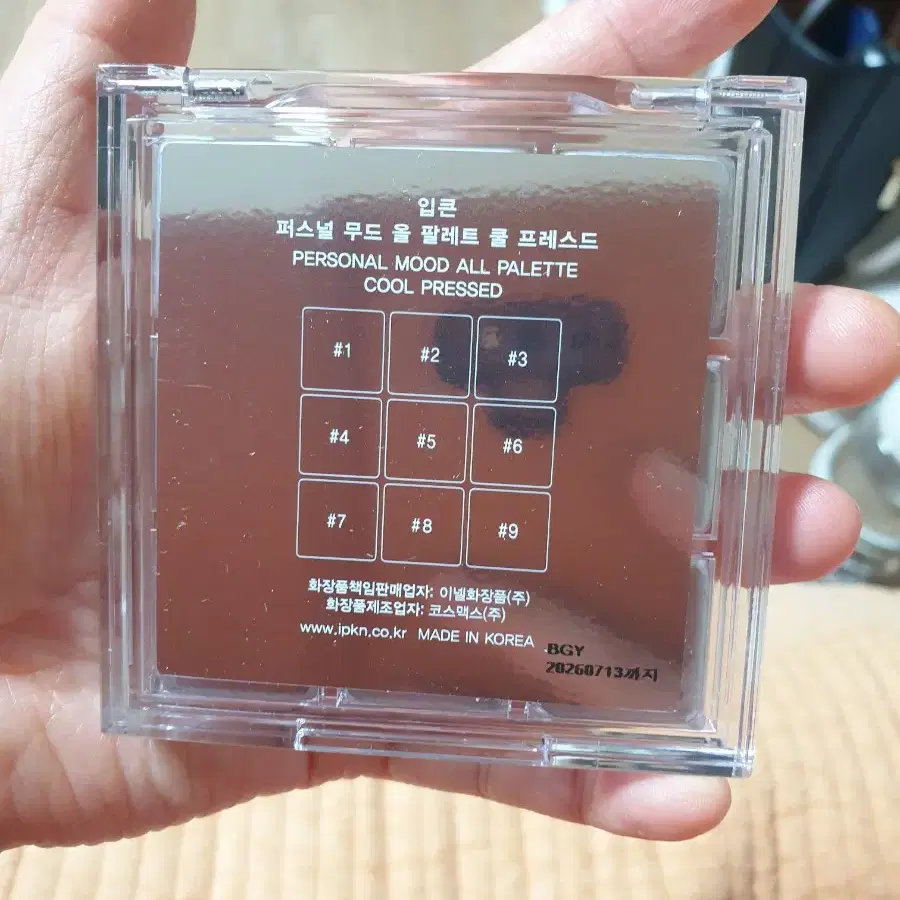 입큰
퍼스널 무드 올 팔레트 쿨 프레스드
PERSONAL MOOD ALL PALETTE
COOL PRESSED
#1 #2 #3
#4 #5 #6
#7 #8 #9
화장품책임판매업자: 이넬화장품(주)
화장품제조업자: 코스맥스(주)
www.ipkn.co.kr MADE IN KOREA
BGY
20260713까지